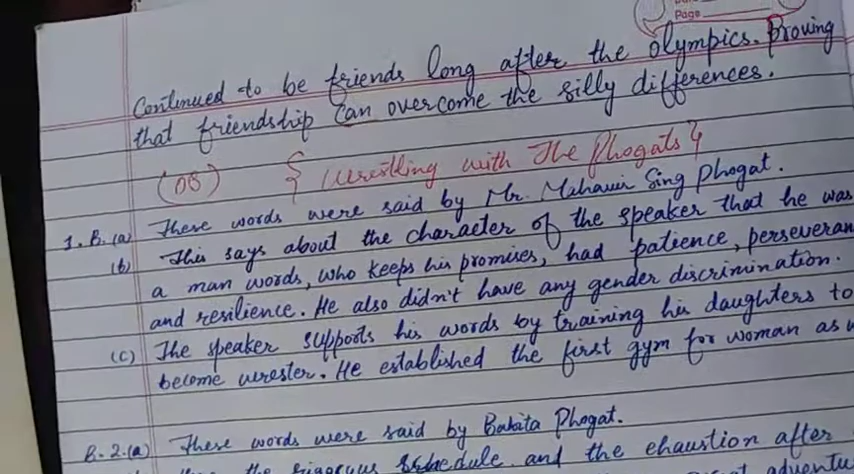 Page
Continued to be friends long after the olympics. Proving
that friendship can overcome the silly differences.
(08) { Wrestling with The Phogats }
1. B. (a) These words were said by Mr. Mahavir Sing Phogat.
(b) This says about the character of the speaker that he was
a man words, who keeps his promises, had patience, perseveran
and resilience. He also didn't have any gender discrimination.
(c) The speaker supports his words by training his daughters to
become wrester. He established the first gym for woman as w
B. 2. (a) These words were said by Babita Phogat.
the rigorous schedule and the ehaustion after
adventu